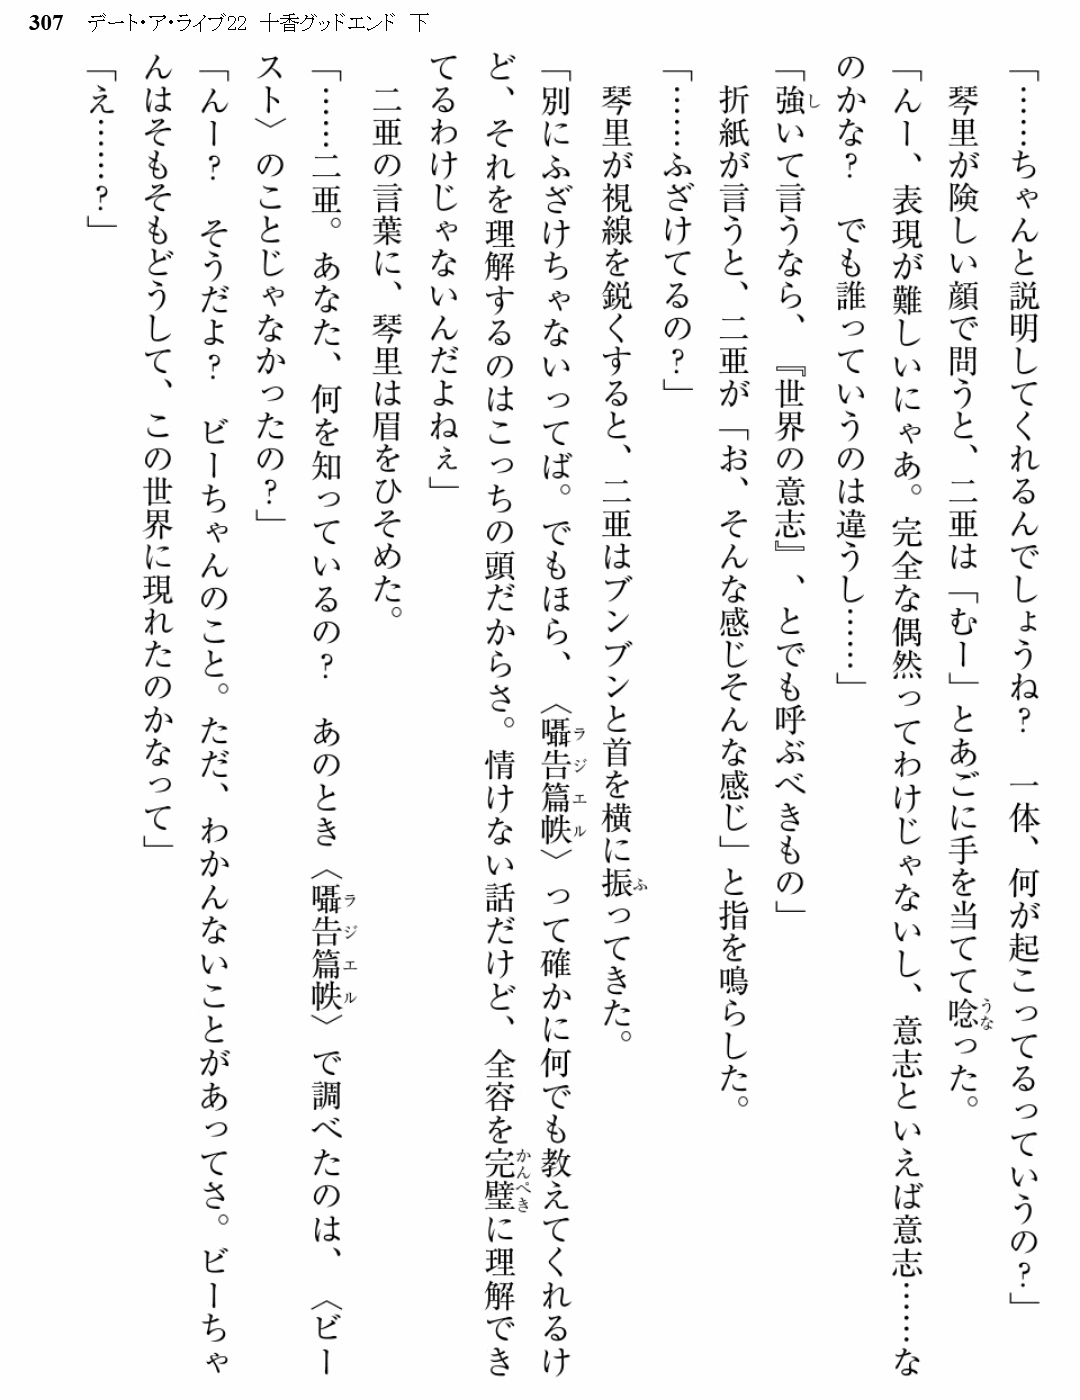 307 デート・ア・ライブ22 十香グッドエンド 下
「……ちゃんと説明してくれるんでしょうね？ 一体、何が起こってるっていうの？」
琴里が険しい顔で問うと、二亜は「むー」とあごに手を当てて唸った。
「んー、表現が難しいにゃあ。完全な偶然ってわけじゃないし、意志といえば意志……な
のかな？ でも誰っていうのは違うし……」
「強いて言うなら、『世界の意志』、とでも呼ぶべきもの」
折紙が言うと、二亜が「お、そんな感じそんな感じ」と指を鳴らした。
「……ふざけてるの？」
琴里が視線を鋭くすると、二亜はブンブンと首を横に振ってきた。
「別にふざけちゃないってば。でもほら、〈囁告篇帙〉って確かに何でも教えてくれるけ
ど、それを理解するのはこっちの頭だからさ。情けない話だけど、全容を完璧に理解でき
てるわけじゃないんだよねぇ」
二亜の言葉に、琴里は眉をひそめた。
「……二亜。あなた、何を知っているの？ あのとき〈囁告篇帙〉で調べたのは、〈ビー
スト〉のことじゃなかったの？」
「んー？ そうだよ？ ビーちゃんのこと。ただ、わかんないことがあってさ。ビーちゃ
んはそもそもどうして、この世界に現れたのかなって」
「え……？」